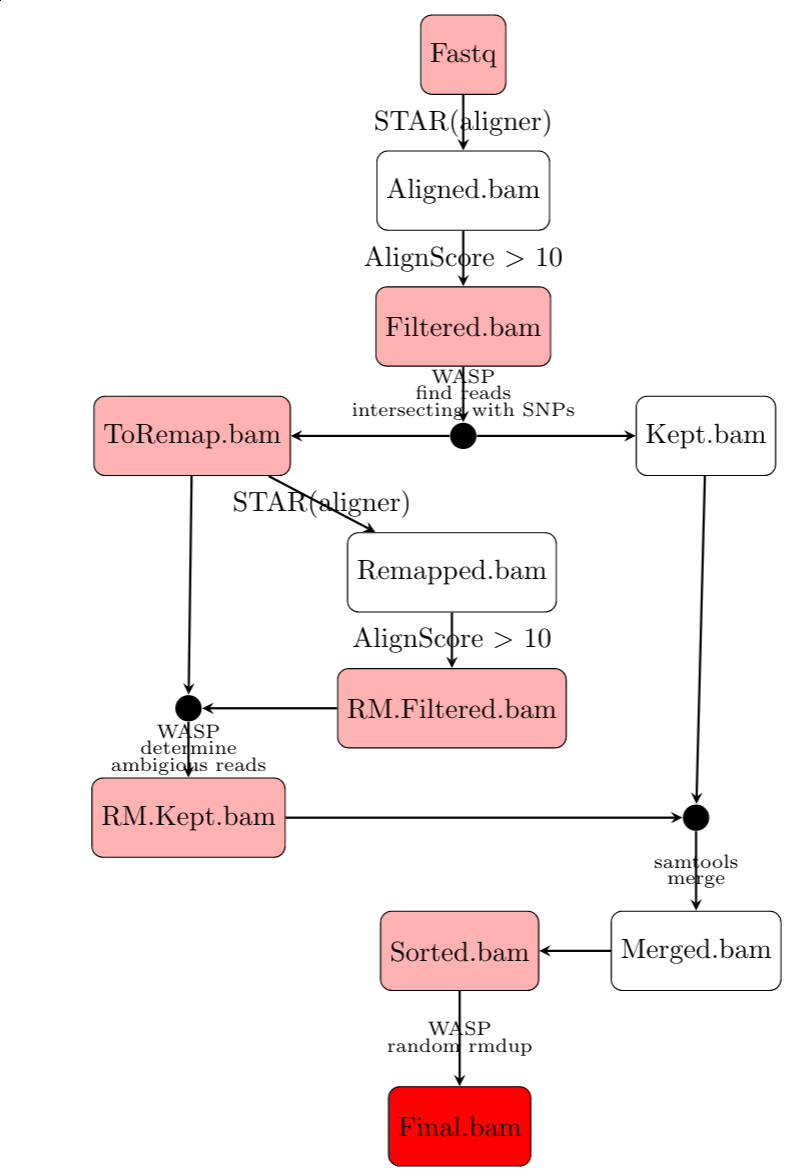 Fastq
STAR(aligner)
Aligned.bam
AlignScore > 10
Filtered.bam
WASP
find reads
intersecting with SNPs
ToRemap.bam
Kept.bam
STAR(aligner)
Remapped.bam
AlignScore > 10
RM.Filtered.bam
WASP
determine
ambigious reads
RM.Kept.bam
samtools
merge
Sorted.bam
Merged.bam
WASP
random rmdup
Final.bam